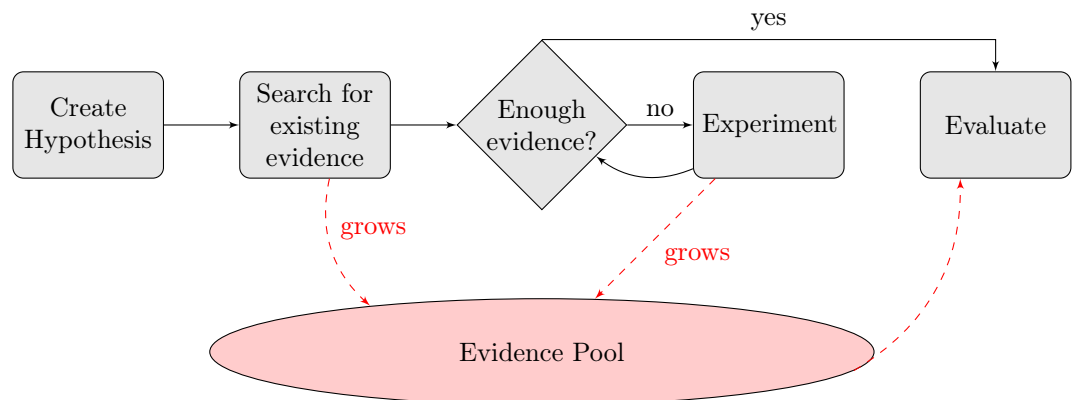 yes
Create
Hypothesis
Search for
existing
evidence
Enough
evidence?
no
Experiment
Evaluate
grows
grows
Evidence Pool